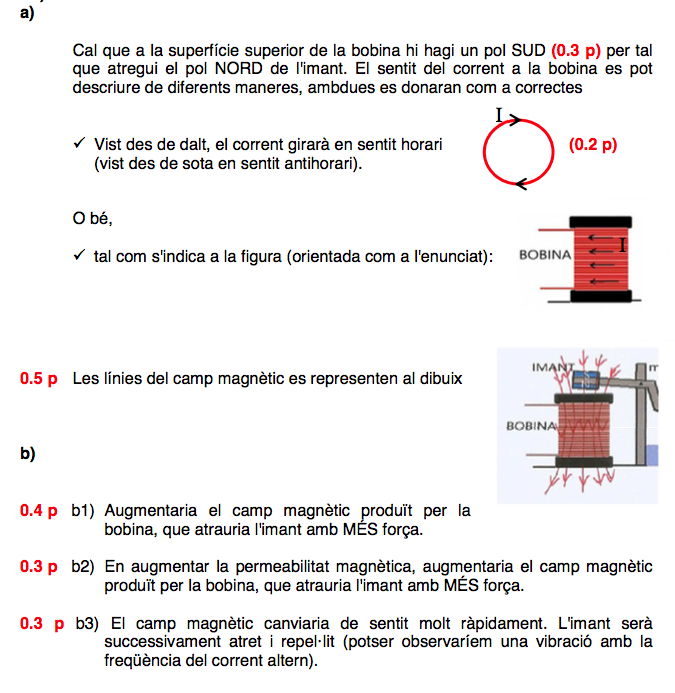 a)
Cal que a la superfície superior de la bobina hi hagi un pol SUD (0.3 p) per tal
que atregui el pol NORD de l'imant. El sentit del corrent a la bobina es pot
descriure de diferents maneres, ambdues es donaran com a correctes
✓ Vist des de dalt, el corrent girarà en sentit horari
(vist des de sota en sentit antihorari).
I
(0.2 p)
O bé,
✓ tal com s'indica a la figura (orientada com a l'enunciat):
BOBINA
I
0.5 p Les línies del camp magnètic es representen al dibuix
IMANT
BOBINA
b)
0.4 p b1) Augmentaria el camp magnètic produït per la
bobina, que atrauria l'imant amb MÉS força.
0.3 p b2) En augmentar la permeabilitat magnètica, augmentaria el camp magnètic
produït per la bobina, que atrauria l'imant amb MÉS força.
0.3 p b3) El camp magnètic canviaria de sentit molt ràpidament. L'imant serà
successivament atret i repel·lit (potser observaríem una vibració amb la
freqüència del corrent altern).